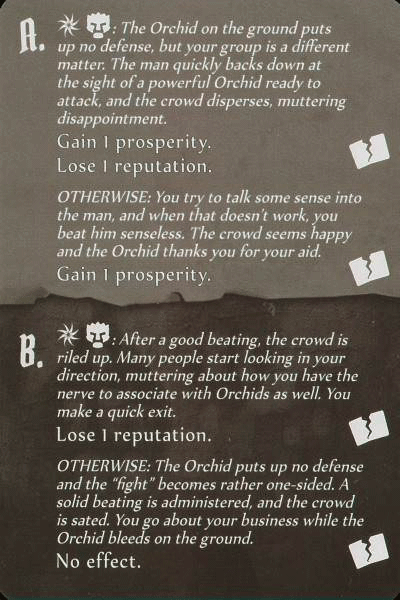 A. : The Orchid on the ground puts
up no defense, but your group is a different
matter. The man quickly backs down at
the sight of a powerful Orchid ready to
attack, and the crowd disperses, muttering
disappointment.
Gain 1 prosperity.
Lose 1 reputation.
OTHERWISE: You try to talk some sense into
the man, and when that doesn't work, you
beat him senseless. The crowd seems happy
and the Orchid thanks you for your aid.
Gain 1 prosperity.
B. : After a good beating, the crowd is
riled up. Many people start looking in your
direction, muttering about how you have the
nerve to associate with Orchids as well. You
make a quick exit.
Lose 1 reputation.
OTHERWISE: The Orchid puts up no defense
and the "fight" becomes rather one-sided. A
solid beating is administered, and the crowd
is sated. You go about your business while the
Orchid bleeds on the ground.
No effect.